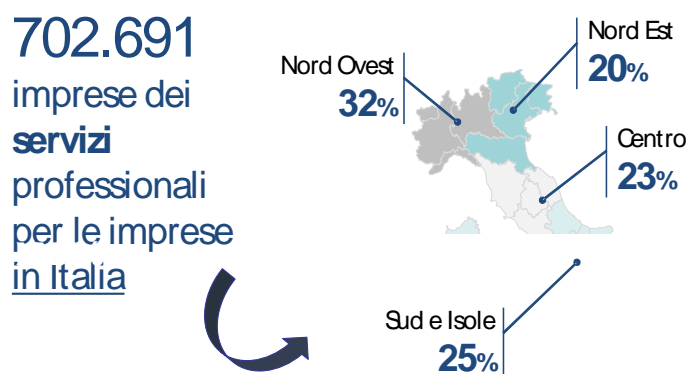 702.691
imprese dei
servizi
professionali
per le imprese
in Italia
Nord Ovest
32%
Nord Est
20%
Centro
23%
Sud e Isole
25%